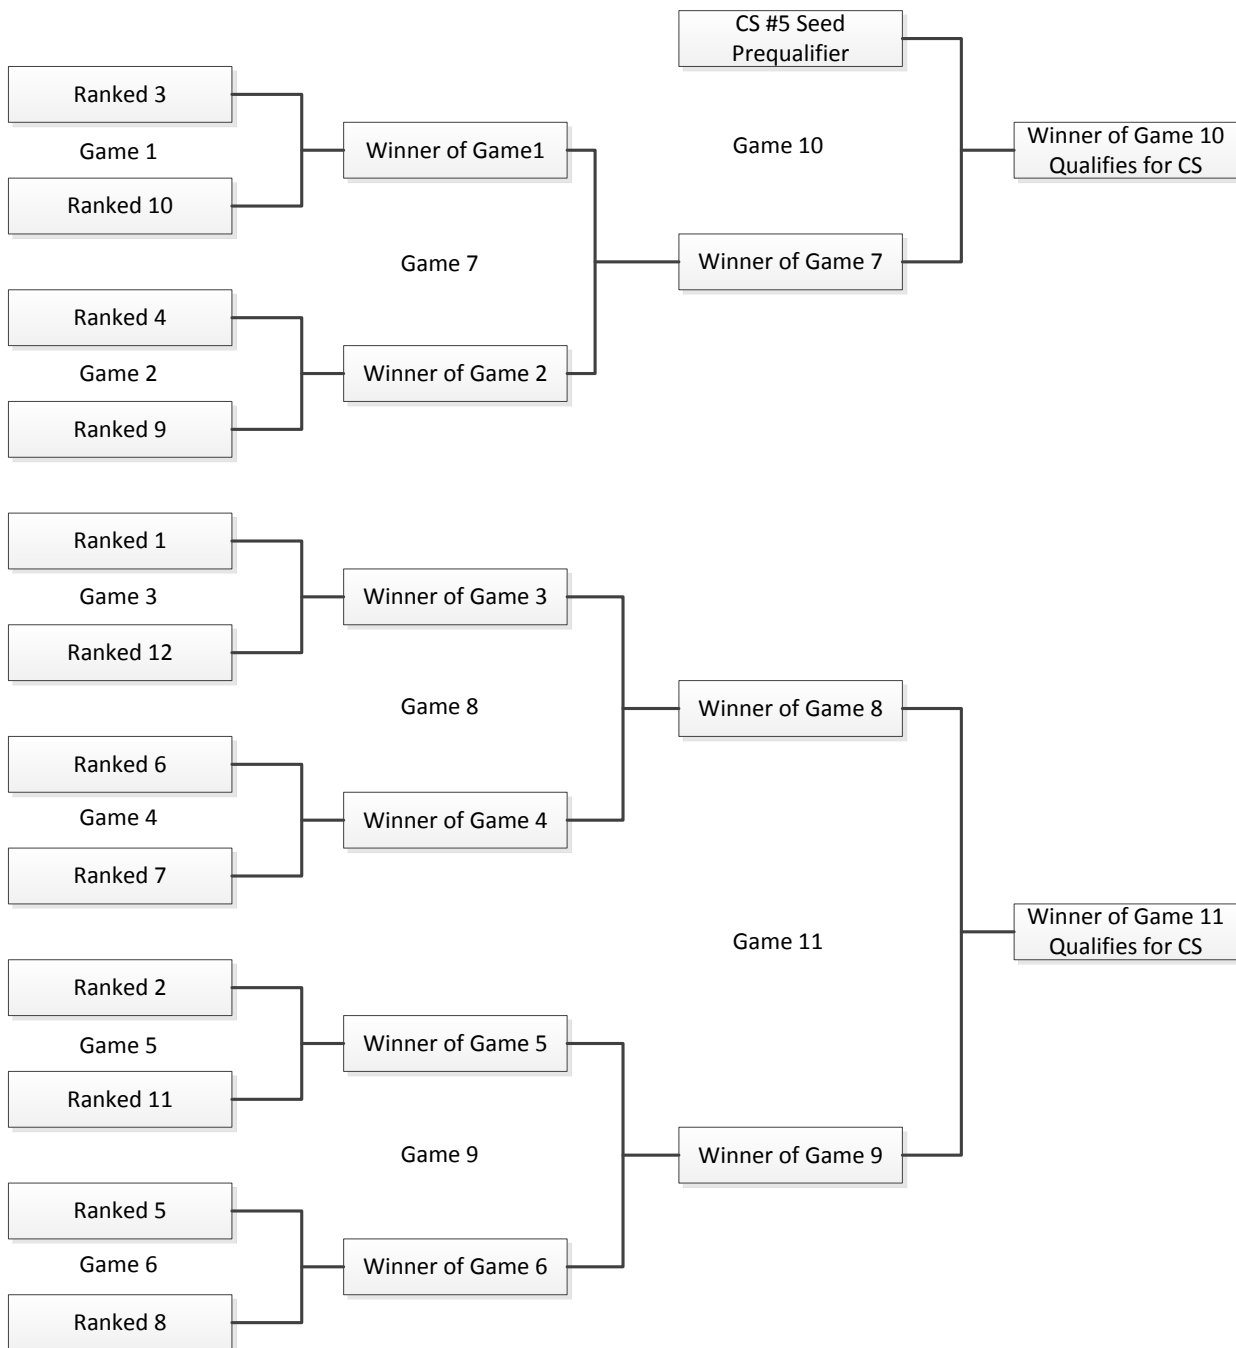 CS #5 Seed
Prequalifier
Ranked 3
Game 1
Ranked 10
Winner of Game1
Game 10
Winner of Game 10
Qualifies for CS
Game 7
Winner of Game 7
Ranked 4
Game 2
Ranked 9
Winner of Game 2
Ranked 1
Game 3
Ranked 12
Winner of Game 3
Game 8
Winner of Game 8
Ranked 6
Game 4
Ranked 7
Winner of Game 4
Game 11
Winner of Game 11
Qualifies for CS
Ranked 2
Game 5
Ranked 11
Winner of Game 5
Game 9
Winner of Game 9
Ranked 5
Game 6
Ranked 8
Winner of Game 6